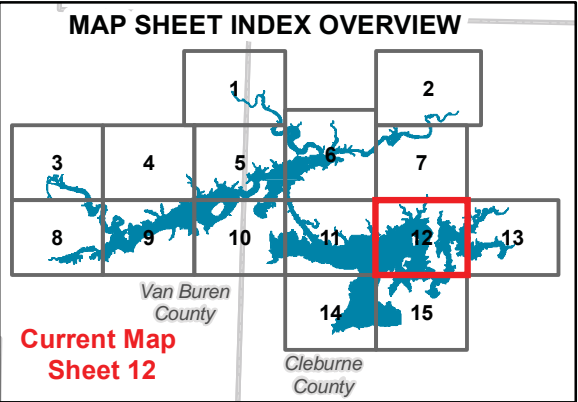 MAP SHEET INDEX OVERVIEW
1
2
3
4
5
6
7
8
9
10
11
12
13
Van Buren
County
14
15
Current Map
Sheet 12
Cleburne
County